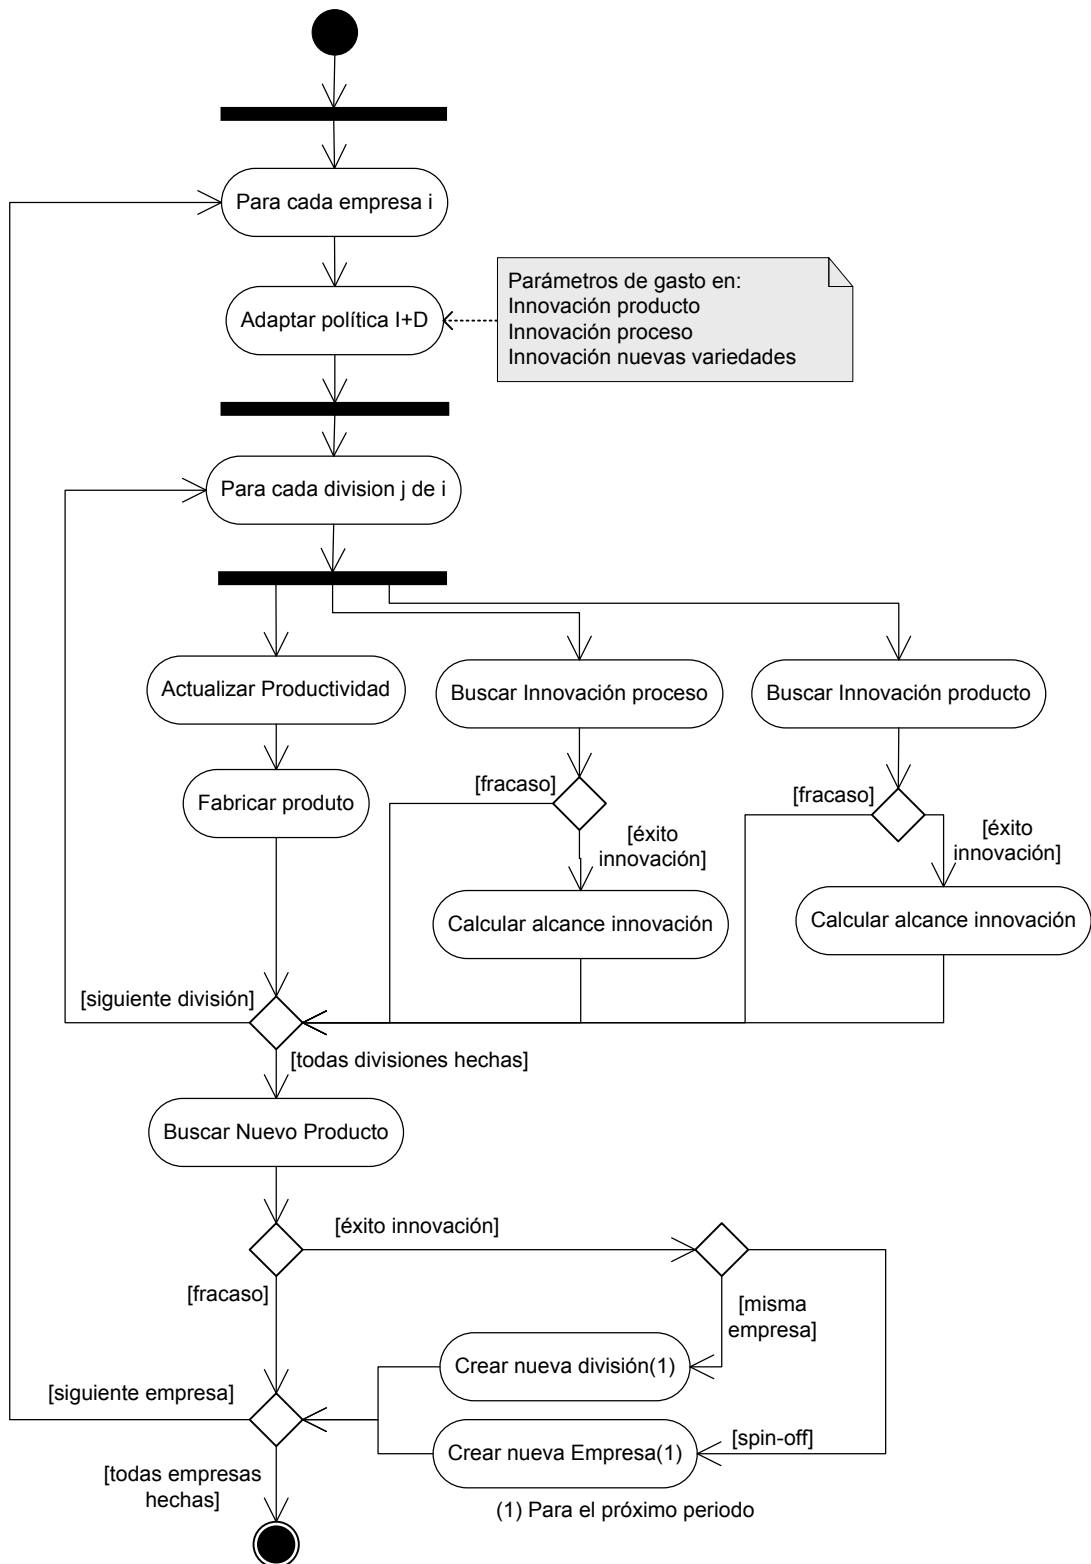 Para cada empresa i
Adaptar política I+D
Parámetros de gasto en:
Innovación producto
Innovación proceso
Innovación nuevas variedades
Para cada division j de i
Actualizar Productividad
Buscar Innovación proceso
Buscar Innovación producto
Fabricar produto
[fracaso]
[éxito
innovación]
[fracaso]
[éxito
innovación]
Calcular alcance innovación
Calcular alcance innovación
[siguiente división]
[todas divisiones hechas]
Buscar Nuevo Producto
[éxito innovación]
[fracaso]
[misma
empresa]
Crear nueva división(1)
[siguiente empresa]
Crear nueva Empresa(1)
[spin-off]
[todas empresas
hechas]
(1) Para el próximo periodo